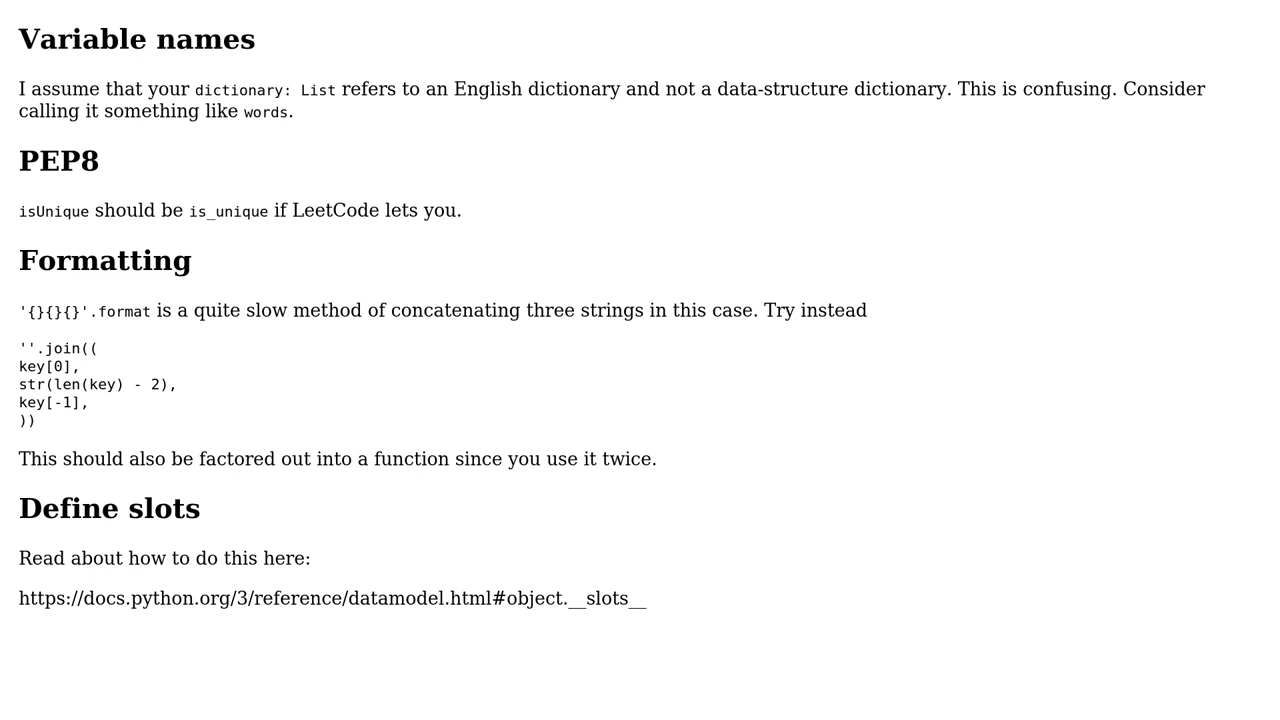 Variable names
I assume that your dictionary: List refers to an English dictionary and not a data-structure dictionary. This is confusing. Consider
calling it something like words.
PEP8
isUnique should be is_unique if LeetCode lets you.
Formatting
'{}{}{}'.format is a quite slow method of concatenating three strings in this case. Try instead
''.join((
key[0],
str(len(key) - 2),
key[-1],
))
This should also be factored out into a function since you use it twice.
Define slots
Read about how to do this here:
https://docs.python.org/3/reference/datamodel.html#object.__slots__